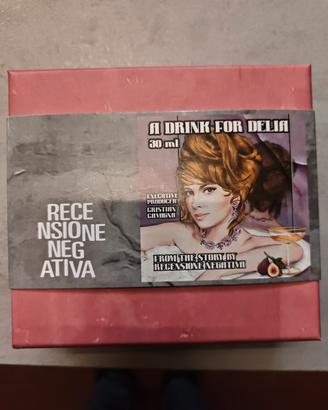 A DRINK FOR DELIA
30 ml
EXECUTIVE
PRODUCER
CRISTIAN
CAVAGNA
FROM THE STORY BY
RECENSIONE NEGATIVA
RECE
NSIONE
NEG
ATIVA